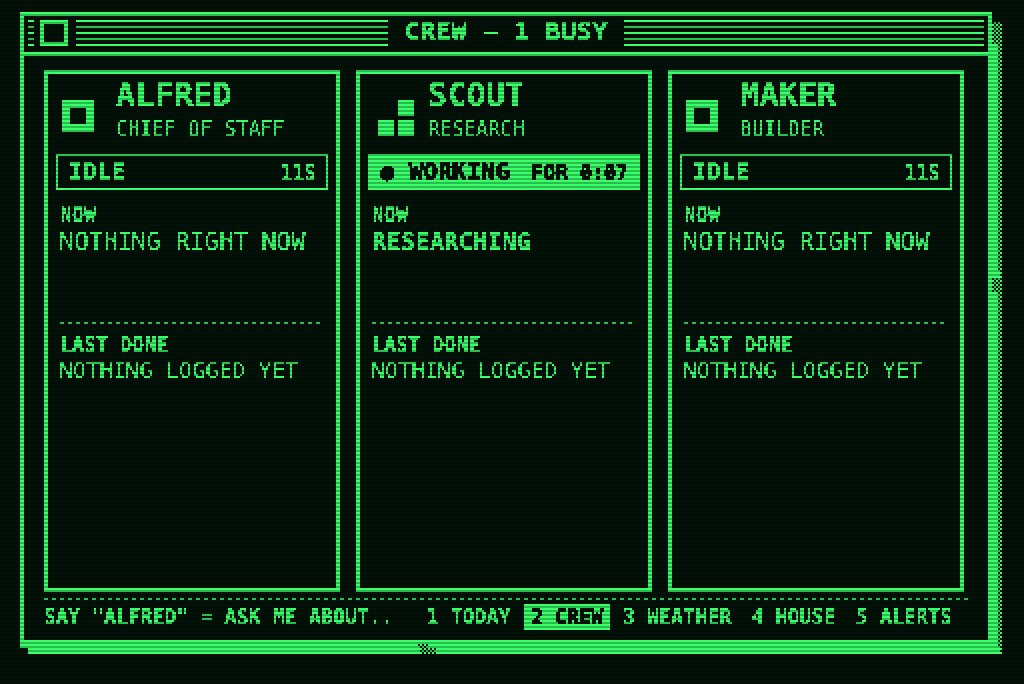 CREW – 1 BUSY
ALFRED
CHIEF OF STAFF
IDLE 11S
NOW
NOTHING RIGHT NOW
LAST DONE
NOTHING LOGGED YET
SCOUT
RESEARCH
WORKING FOR 0:07
NOW
RESEARCHING
LAST DONE
NOTHING LOGGED YET
MAKER
BUILDER
IDLE 11S
NOW
NOTHING RIGHT NOW
LAST DONE
NOTHING LOGGED YET
SAY "ALFRED" = ASK ME ABOUT.. 1 TODAY 2 CREW 3 WEATHER 4 HOUSE 5 ALERTS